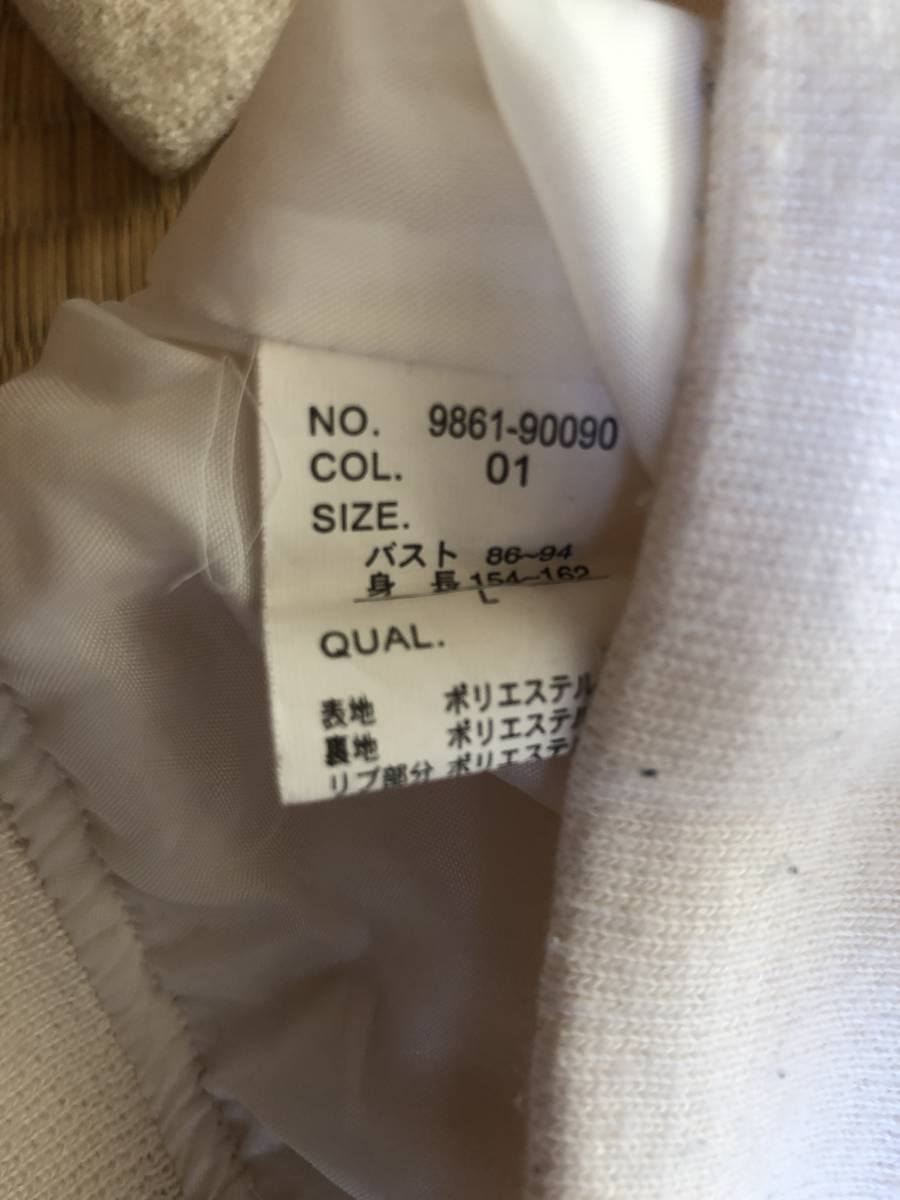 NO. 9861-90090
COL. 01
SIZE.
バスト 86~94
身 長 154~162
L
QUAL.
表地 ポリエステル
裏地 ポリエステル
リブ部分 ポリエステル